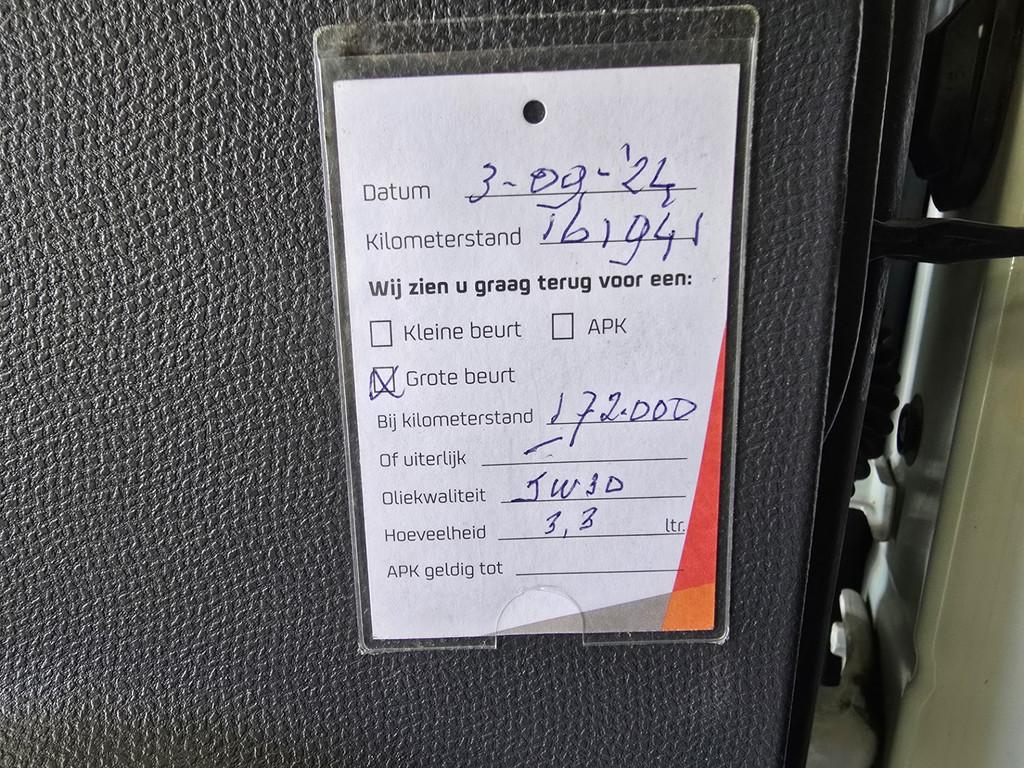 Datum 3-09-'24
Kilometerstand 161941
Wij zien u graag terug voor een:
Kleine beurt APK
Grote beurt
Bij kilometerstand 172.000
Of uiterlijk
Oliekwaliteit 5W30
Hoeveelheid 3,3 ltr.
APK geldig tot